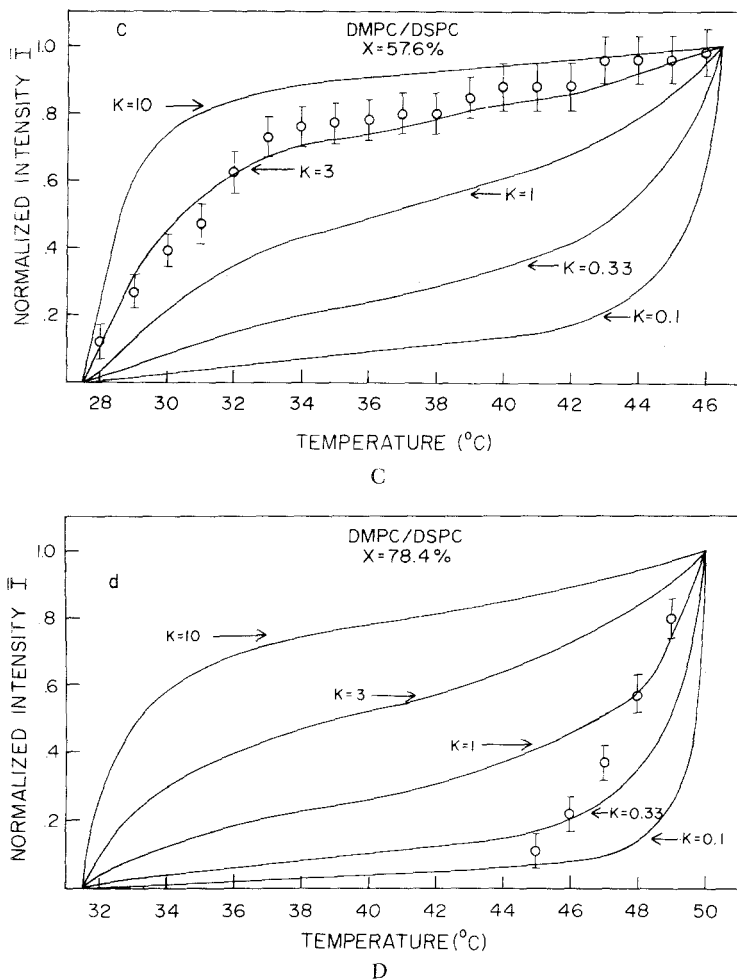 C
DMPC/DSPC
X=57.6%
NORMALIZED INTENSITY I
1.0
.8
.6
.4
.2
K=10
K=3
K=1
K=0.33
K=0.1
28 30 32 34 36 38 40 42 44 46
TEMPERATURE (°C)
C
d
DMPC/DSPC
X=78.4%
NORMALIZED INTENSITY I
1.0
.8
.6
.4
.2
K=10
K=3
K=1
K=0.33
K=0.1
32 34 36 38 40 42 44 46 48 50
TEMPERATURE (°C)
D